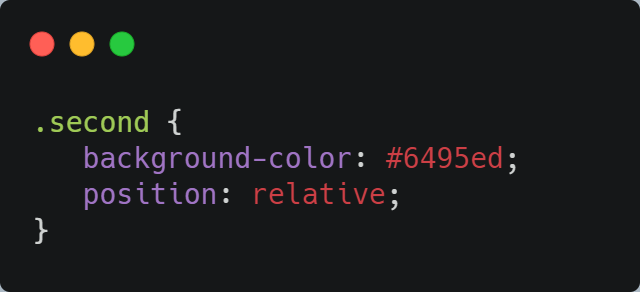 .second {
   background-color: #6495ed;
   position: relative;
}